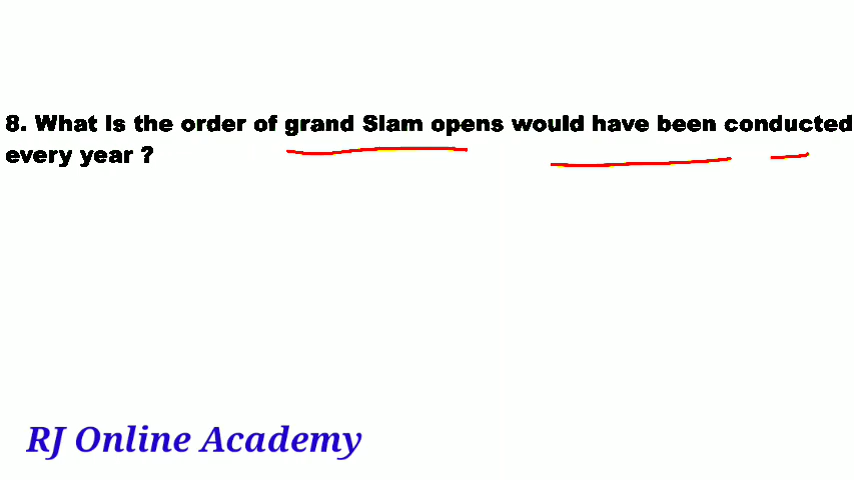 8. What is the order of grand Slam opens would have been conducted
every year ?
RJ Online Academy